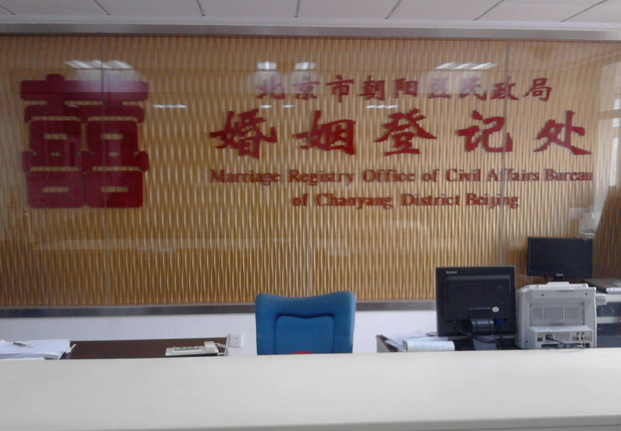 囍
北京市朝阳区民政局
婚姻登记处
Marriage Registry Office of Civil Affairs Bureau
of Chaoyang District Beijing